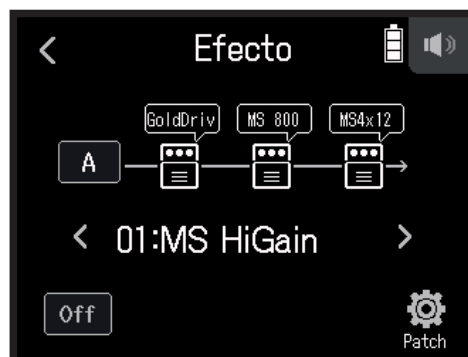 Efecto
GoldDriv MS 800 MS4x12
A
01:MS HiGain
Off
Patch